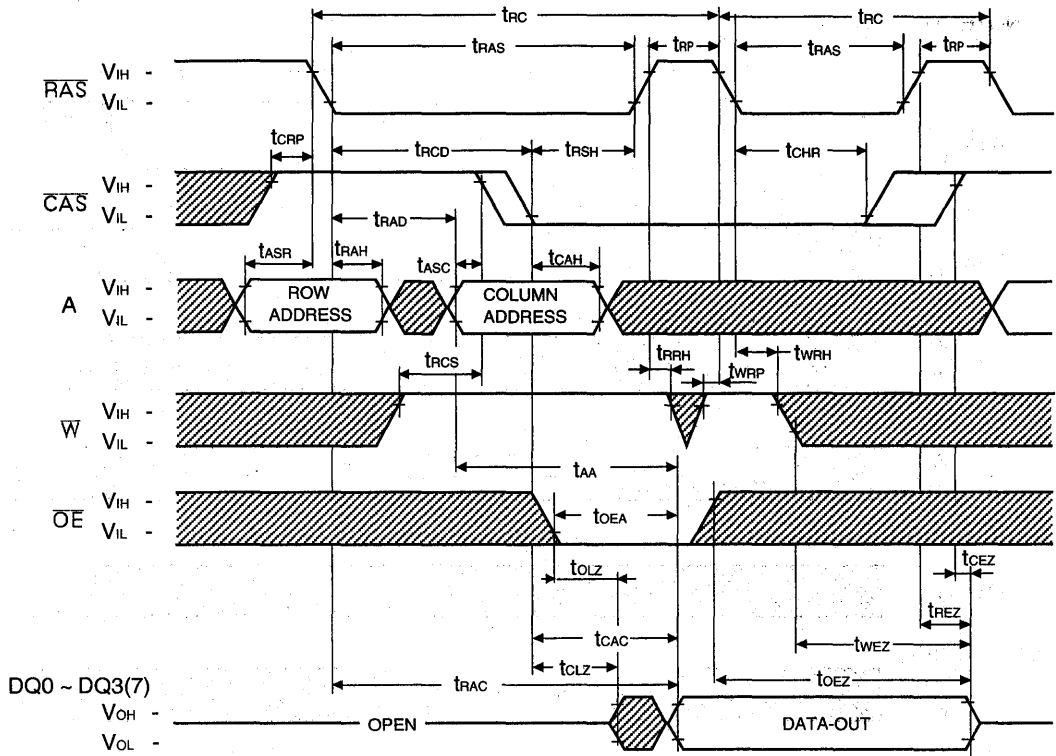 tRC tRC
tRAS tRP tRAS tRP
RAS VIH -
VIL -
tCRP tRCD tRSH tCHR
CAS VIH -
VIL -
tRAD
tASR tRAH tASC tCAH
A VIH -
VIL -
ROW
ADDRESS
COLUMN
ADDRESS
tRCS tRRH tWRP tWRH
W VIH -
VIL -
tAA
OE VIH -
VIL -
tOEA
tOLZ tCEZ
tREZ
tCAC tWEZ
tCLZ tOEZ
tRAC
DQ0 ~ DQ3(7)
VOH -
VOL -
OPEN DATA-OUT